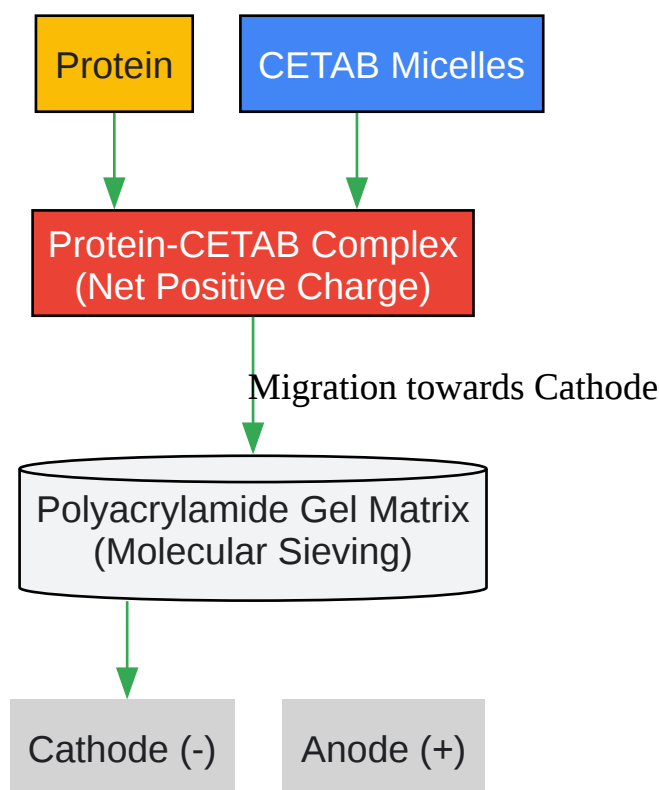 Protein
CETAB Micelles
Protein-CETAB Complex
(Net Positive Charge)
Migration towards Cathode
Polyacrylamide Gel Matrix
(Molecular Sieving)
Cathode (-)
Anode (+)